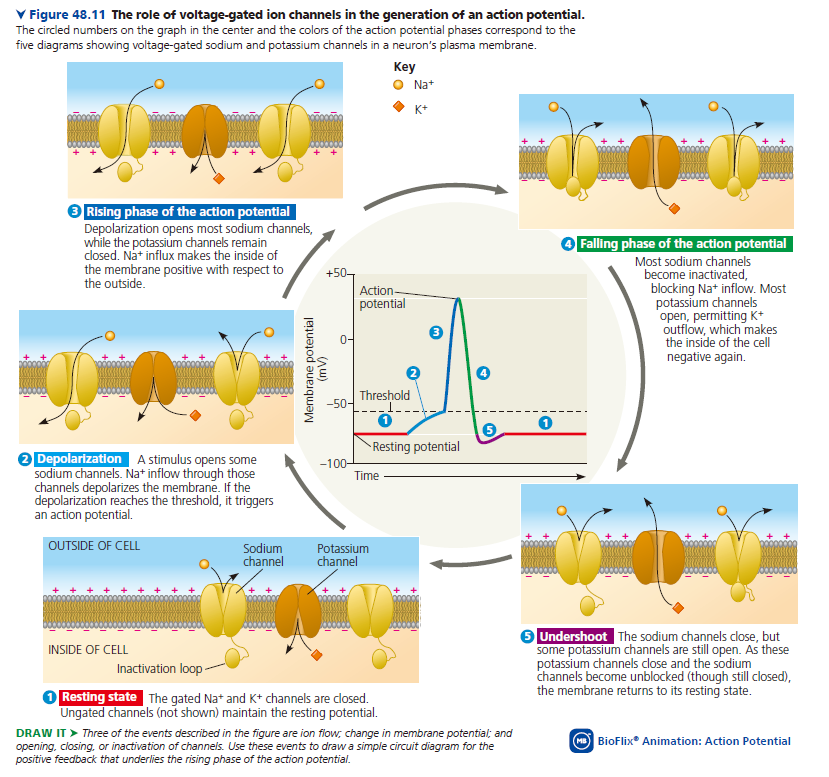 Figure 48.11 The role of voltage-gated ion channels in the generation of an action potential.
The circled numbers on the graph in the center and the colors of the action potential phases correspond to the
five diagrams showing voltage-gated sodium and potassium channels in a neuron's plasma membrane.
Key
Na+
K+
3 Rising phase of the action potential
Depolarization opens most sodium channels,
while the potassium channels remain
closed. Na+ influx makes the inside of
the membrane positive with respect to
the outside.
4 Falling phase of the action potential
Most sodium channels
become inactivated,
blocking Na+ inflow. Most
potassium channels
open, permitting K+
outflow, which makes
the inside of the cell
negative again.
Membrane potential
(mV)
+50
0
–50
–100
Action
potential
3
2
4
Threshold
1
5
1
Resting potential
Time
2 Depolarization A stimulus opens some
sodium channels. Na+ inflow through those
channels depolarizes the membrane. If the
depolarization reaches the threshold, it triggers
an action potential.
OUTSIDE OF CELL
Sodium
channel
Potassium
channel
INSIDE OF CELL
Inactivation loop
1 Resting state The gated Na+ and K+ channels are closed.
Ungated channels (not shown) maintain the resting potential.
5 Undershoot The sodium channels close, but
some potassium channels are still open. As these
potassium channels close and the sodium
channels become unblocked (though still closed),
the membrane returns to its resting state.
DRAW IT ➤ Three of the events described in the figure are ion flow; change in membrane potential; and
opening, closing, or inactivation of channels. Use these events to draw a simple circuit diagram for the
positive feedback that underlies the rising phase of the action potential.
MB BioFlix® Animation: Action Potential